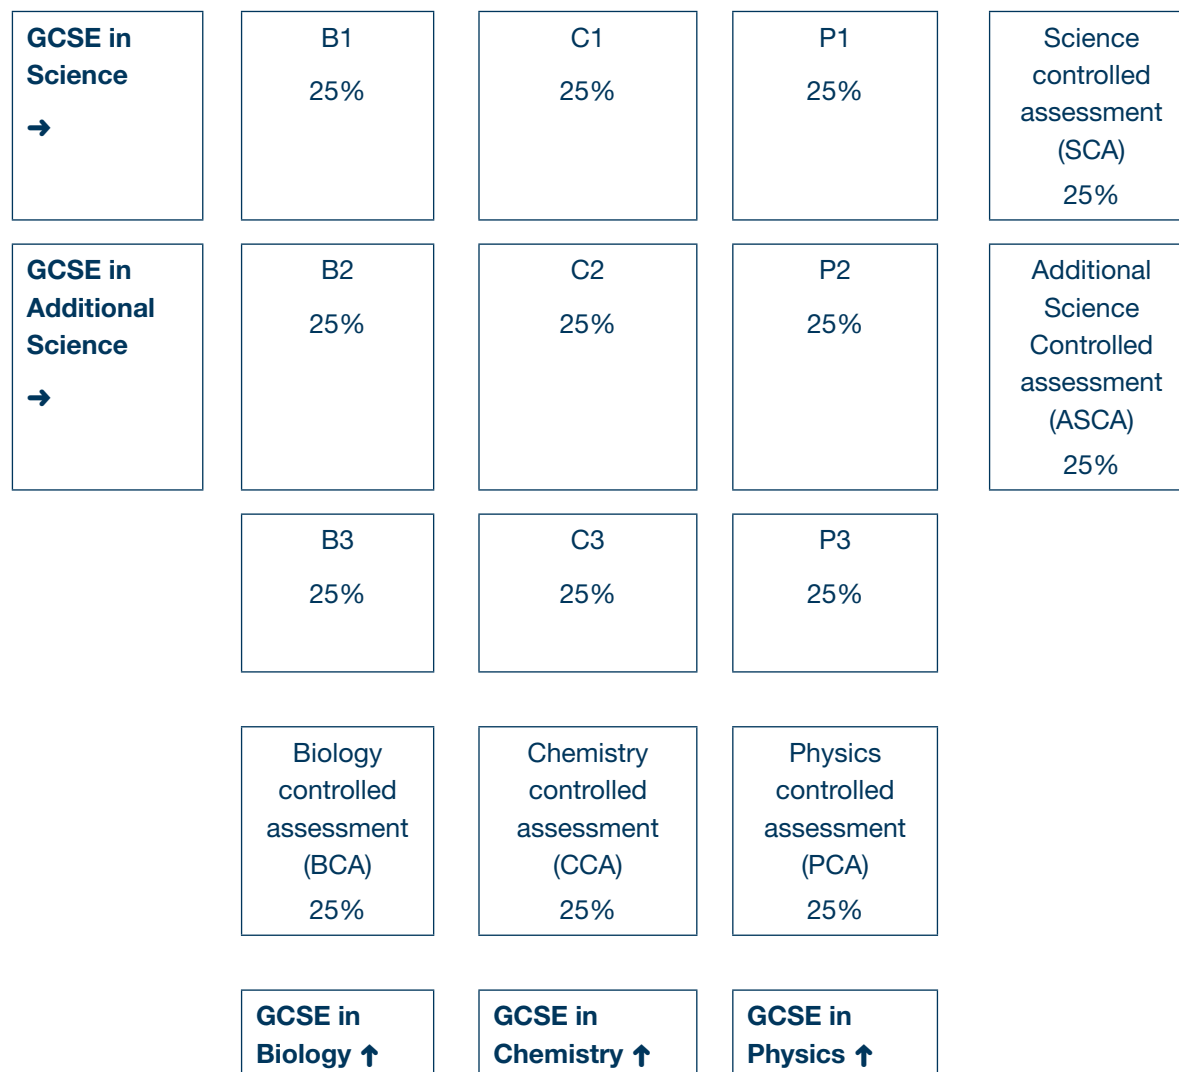 GCSE in
Science
➜
B1
25%
C1
25%
P1
25%
Science
controlled
assessment
(SCA)
25%
GCSE in
Additional
Science
➜
B2
25%
C2
25%
P2
25%
Additional
Science
Controlled
assessment
(ASCA)
25%
B3
25%
C3
25%
P3
25%
Biology
controlled
assessment
(BCA)
25%
Chemistry
controlled
assessment
(CCA)
25%
Physics
controlled
assessment
(PCA)
25%
GCSE in
Biology ↑
GCSE in
Chemistry ↑
GCSE in
Physics ↑